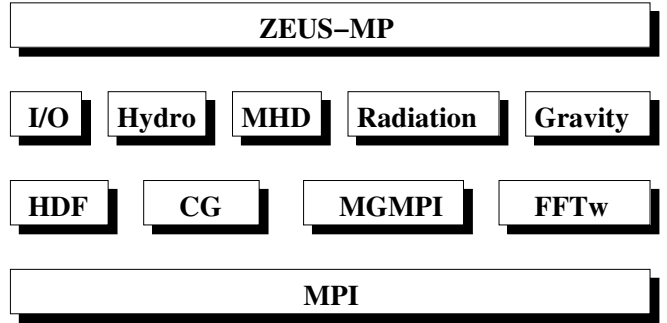 ZEUS−MP
I/O Hydro MHD Radiation Gravity
HDF CG MGMPI FFTw
MPI